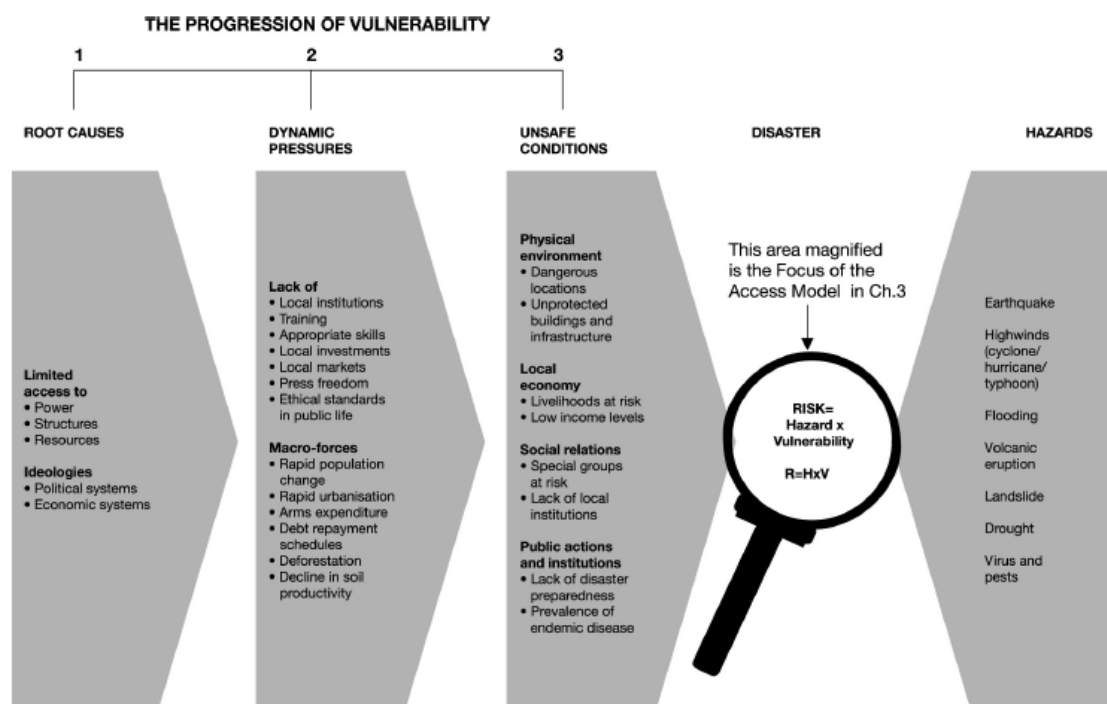 THE PROGRESSION OF VULNERABILITY
1
2
3
ROOT CAUSES
DYNAMIC
PRESSURES
UNSAFE
CONDITIONS
DISASTER
HAZARDS
Limited
access to
• Power
• Structures
• Resources
Ideologies
• Political systems
• Economic systems
Lack of
• Local institutions
• Training
• Appropriate skills
• Local investments
• Local markets
• Press freedom
• Ethical standards
in public life
Macro-forces
• Rapid population
change
• Rapid urbanisation
• Arms expenditure
• Debt repayment
schedules
• Deforestation
• Decline in soil
productivity
Physical
environment
• Dangerous
locations
• Unprotected
buildings and
infrastructure
Local
economy
• Livelihoods at risk
• Low income levels
Social relations
• Special groups
at risk
• Lack of local
institutions
Public actions
and institutions
• Lack of disaster
preparedness
• Prevalence of
endemic disease
This area magnified
is the Focus of the
Access Model in Ch.3
RISK=
Hazard x
Vulnerability
R=HxV
Earthquake
Highwinds
(cyclone/
hurricane/
typhoon)
Flooding
Volcanic
eruption
Landslide
Drought
Virus and
pests